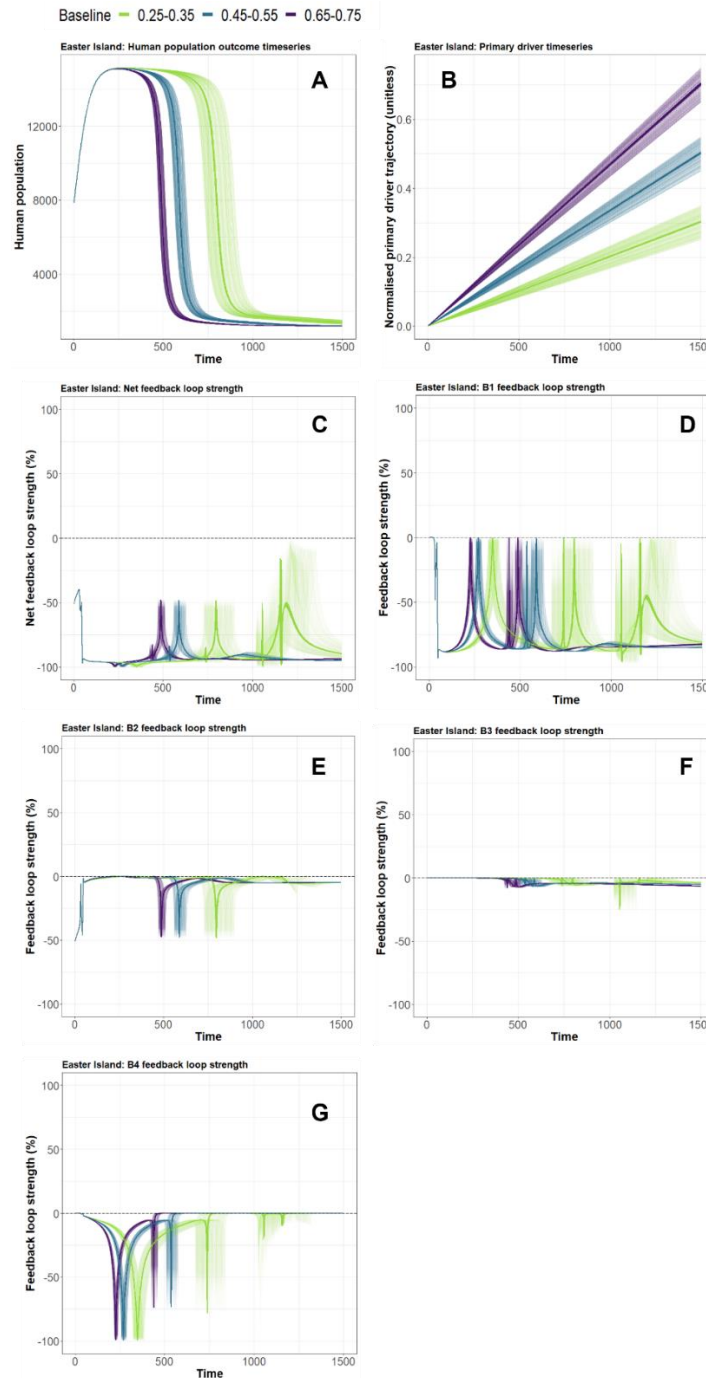 Baseline 0.25-0.35 0.45-0.55 0.65-0.75
Easter Island: Human population outcome timeseries
A
Human population
12000
8000
4000
0 500 1000 1500
Time
Easter Island: Primary driver timeseries
B
Normalised primary driver trajectory (unitless)
0.6
0.4
0.2
0.0
0 500 1000 1500
Time
Easter Island: Net feedback loop strength
C
Net feedback loop strength (%)
100
50
0
-50
-100
0 500 1000 1500
Time
Easter Island: B1 feedback loop strength
D
Feedback loop strength (%)
100
50
0
-50
-100
0 500 1000 1500
Time
Easter Island: B2 feedback loop strength
E
Feedback loop strength (%)
100
50
0
-50
-100
0 500 1000 1500
Time
Easter Island: B3 feedback loop strength
F
Feedback loop strength (%)
100
50
0
-50
-100
0 500 1000 1500
Time
Easter Island: B4 feedback loop strength
G
Feedback loop strength (%)
100
50
0
-50
-100
0 500 1000 1500
Time